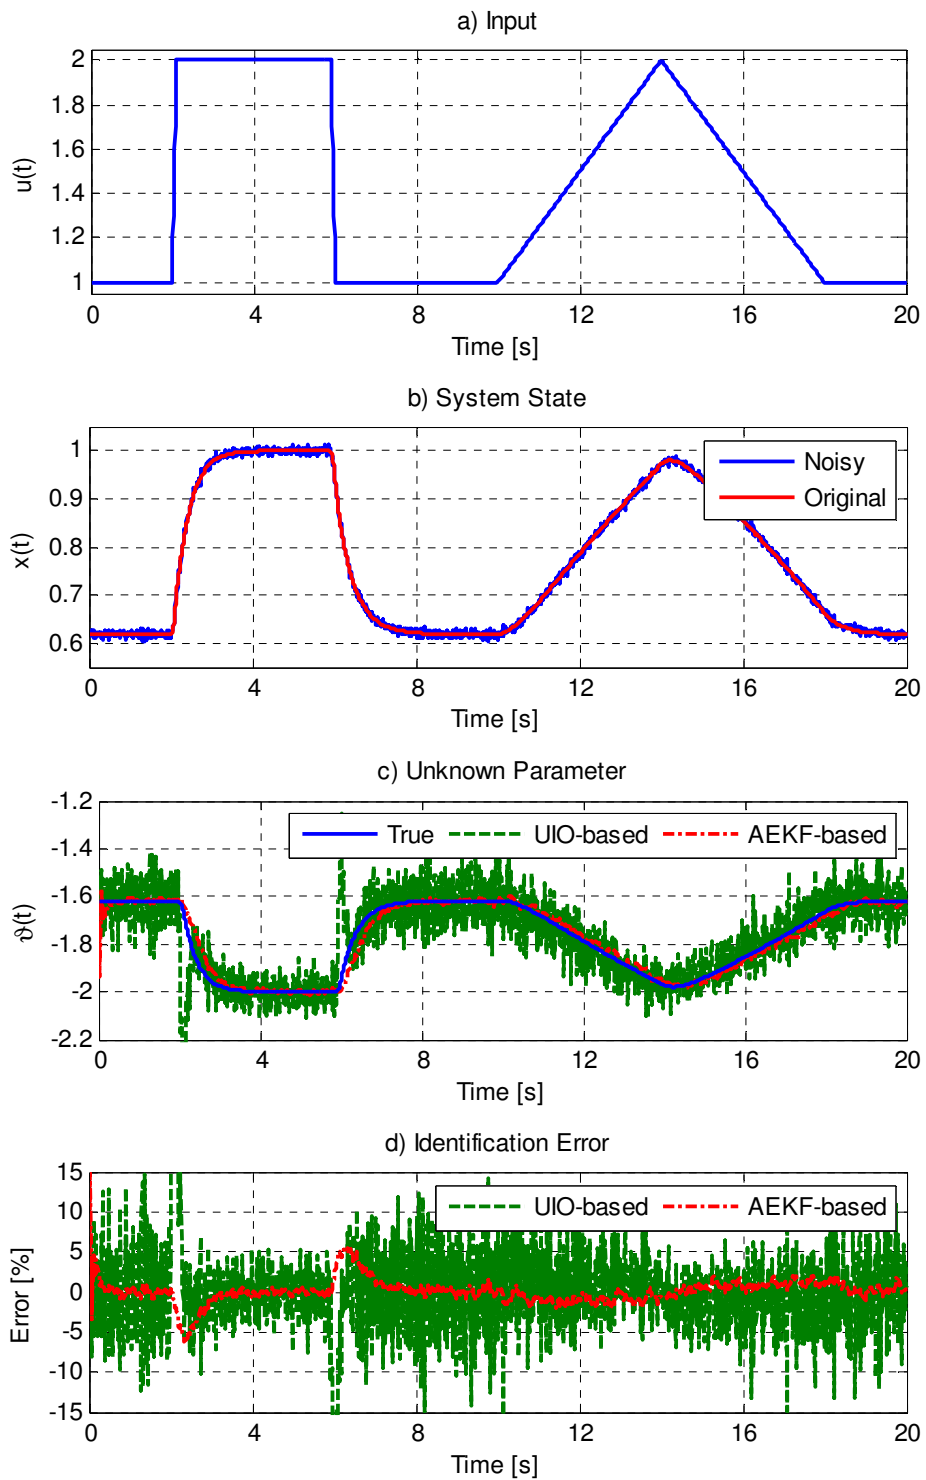 a) Input
2
1.8
1.6
1.4
1.2
1
u(t)
0 4 8 12 16 20
Time [s]
b) System State
1
0.9
0.8
0.7
0.6
x(t)
Noisy
Original
0 4 8 12 16 20
Time [s]
c) Unknown Parameter
-1.2
-1.4
-1.6
-1.8
-2
-2.2
ϑ(t)
True UIO-based AEKF-based
0 4 8 12 16 20
Time [s]
d) Identification Error
15
10
5
0
-5
-10
-15
Error [%]
UIO-based AEKF-based
0 4 8 12 16 20
Time [s]